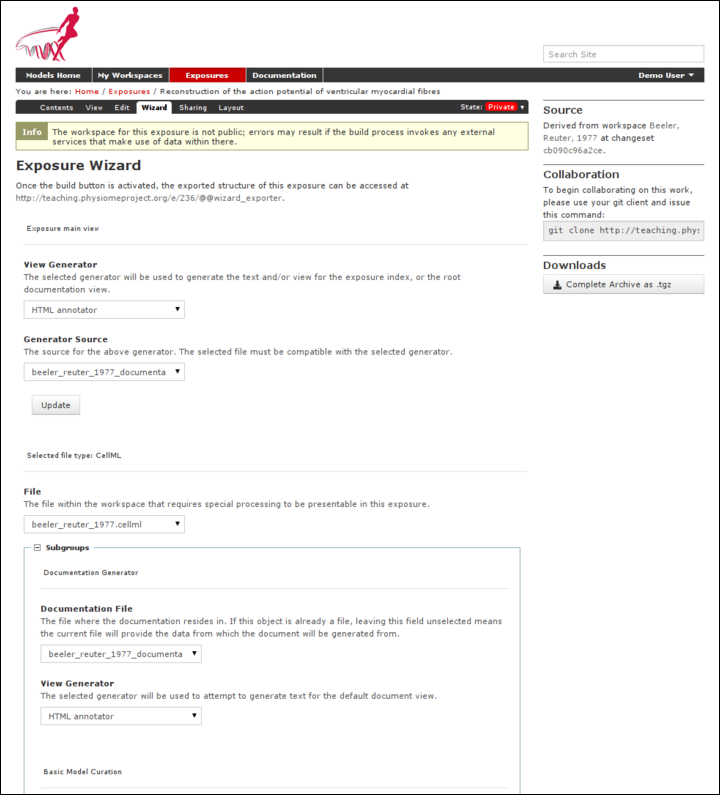 Search Site
Models Home My Workspaces Exposures Documentation Demo User ▼
You are here: Home / Exposures / Reconstruction of the action potential of ventricular myocardial fibres
Contents View Edit Wizard Sharing Layout State: Private ▼
Info The workspace for this exposure is not public; errors may result if the build process invokes any external
services that make use of data within there.
Exposure Wizard
Once the build button is activated, the exported structure of this exposure can be accessed at
http://teaching.physiomeproject.org/e/236/@@wizard_exporter.
Exposure main view
View Generator
The selected generator will be used to generate the text and/or view for the exposure index, or the root
documentation view.
HTML annotator
Generator Source
The source for the above generator. The selected file must be compatible with the selected generator.
beeler_reuter_1977_documenta
Update
Selected file type: CellML
File
The file within the workspace that requires special processing to be presentable in this exposure.
beeler_reuter_1977.cellml
Subgroups
Documentation Generator
Documentation File
The file where the documentation resides in. If this object is already a file, leaving this field unselected means
the current file will provide the data from which the document will be generated from.
beeler_reuter_1977_documenta
View Generator
The selected generator will be used to attempt to generate text for the default document view.
HTML annotator
Basic Model Curation
Source
Derived from workspace Beeler,
Reuter, 1977 at changeset
cb090c96a2ce.
Collaboration
To begin collaborating on this work,
please use your git client and issue
this command:
git clone http://teaching.phys
Downloads
Complete Archive as .tgz